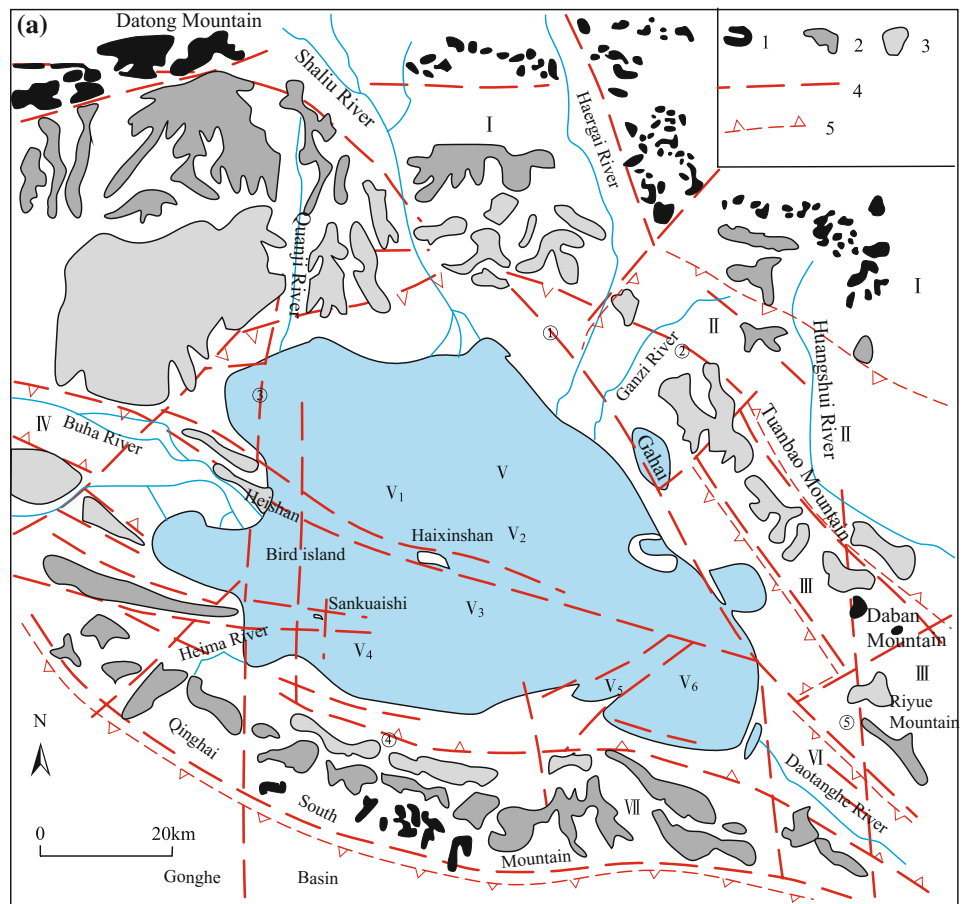 (a)
Datong Mountain
Shaliu River
Haergai River
1
2
3
4
5
I
Quanji River
I
①
Ganzi River
II
②
Huangshui River
③
IV
Buha River
Tuanbao Mountain
II
Gahai
V
V1
V2
Heishan
Haixinshan
Bird island
III
V3
Sankuaishi
Daban
Mountain
Heima River
V4
V5
V6
III
Riyue
Mountain
N
Qinghai
④
⑤
VI
Daotanghe River
South
VII
0 20km
Mountain
Gonghe Basin